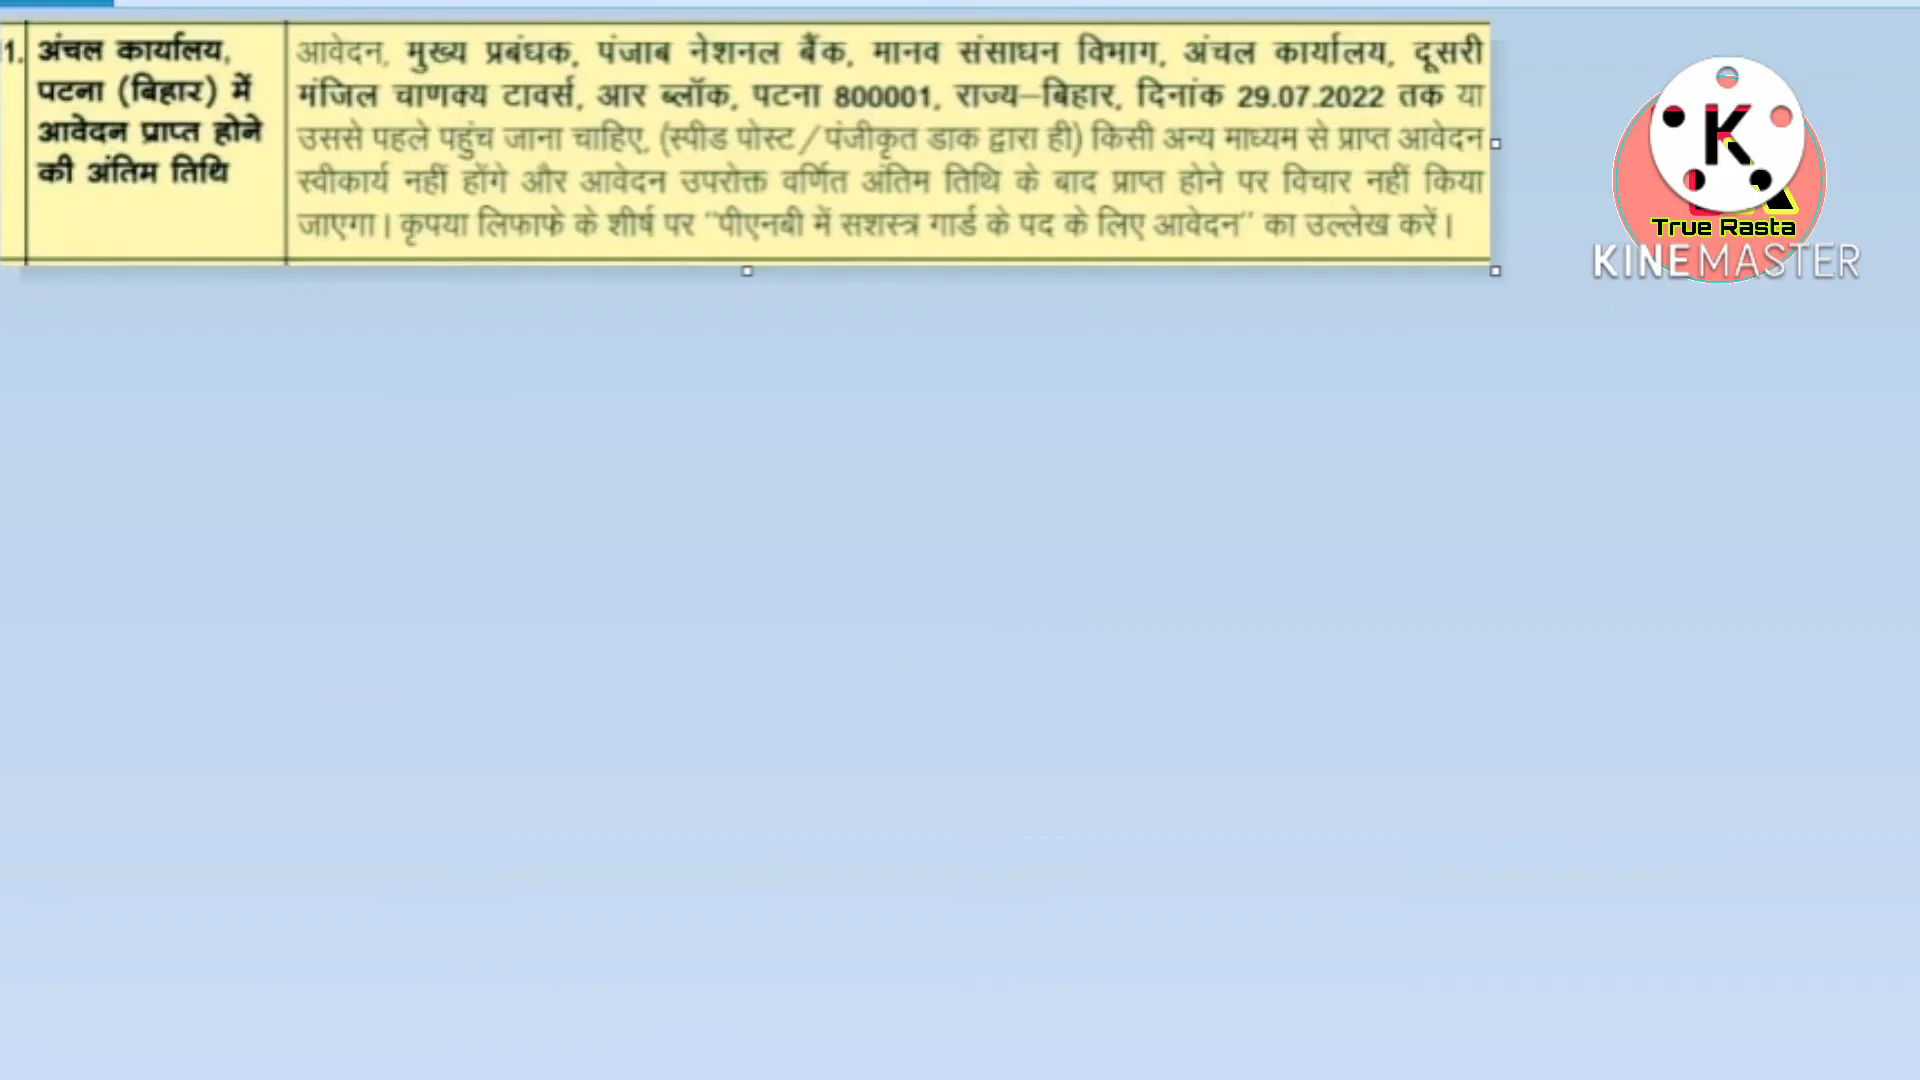 1. अंचल कार्यालय,
पटना (बिहार) में
आवेदन प्राप्त होने
की अंतिम तिथि
आवेदन, मुख्य प्रबंधक, पंजाब नेशनल बैंक, मानव संसाधन विभाग, अंचल कार्यालय, दूसरी
मंजिल चाणक्य टावर्स, आर ब्लॉक, पटना 800001, राज्य–बिहार, दिनांक 29.07.2022 तक या
उससे पहले पहुंच जाना चाहिए, (स्पीड पोस्ट/पंजीकृत डाक द्वारा ही) किसी अन्य माध्यम से प्राप्त आवेदन
स्वीकार्य नहीं होंगे और आवेदन उपरोक्त वर्णित अंतिम तिथि के बाद प्राप्त होने पर विचार नहीं किया
जाएगा। कृपया लिफाफे के शीर्ष पर "पीएनबी में सशस्त्र गार्ड के पद के लिए आवेदन" का उल्लेख करें।
K
True Rasta
KINEMASTER